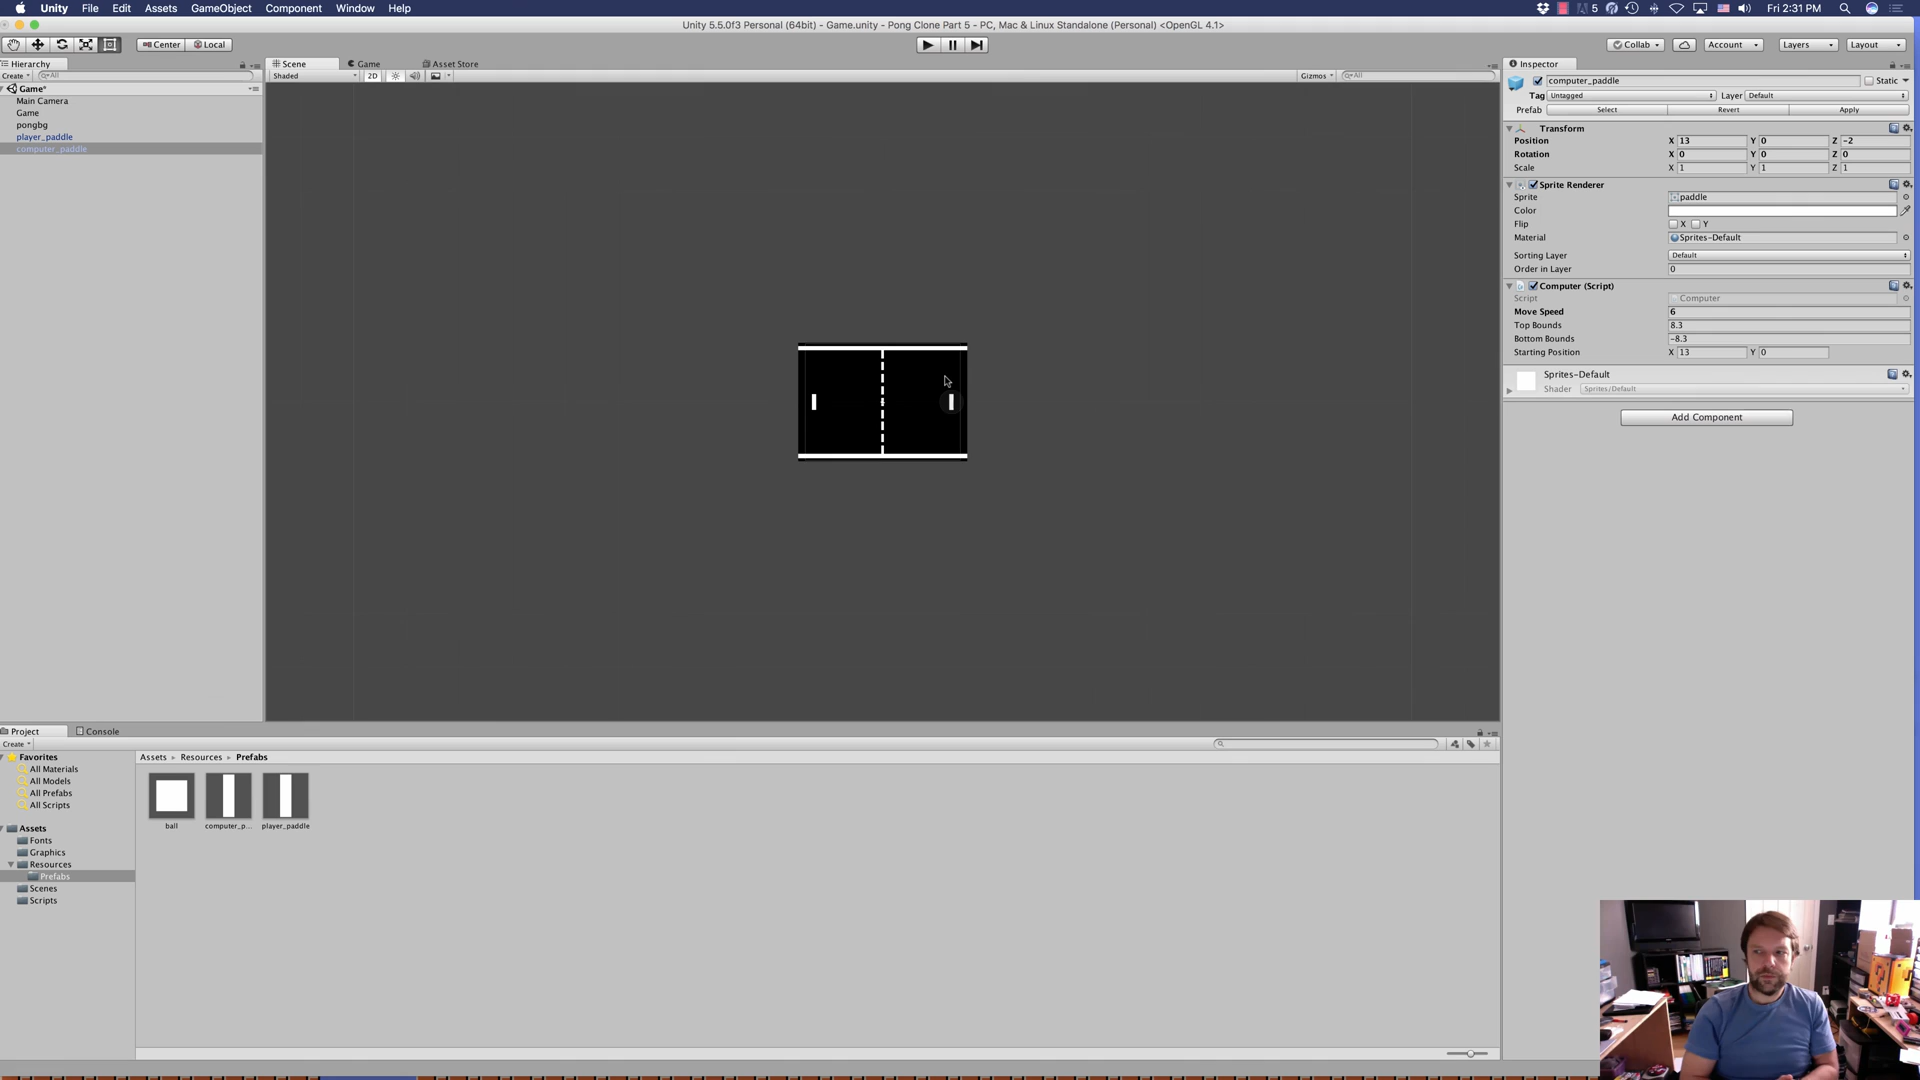 Unity File Edit Assets GameObject Component Window Help
5 Fri 2:31 PM
Unity 5.5.0f3 Personal (64bit) - Game.unity - Pong Clone Part 5 - PC, Mac & Linux Standalone (Personal) <OpenGL 4.1>
Center Local
Collab Account Layers Layout
Hierarchy
Create All
Game*
Main Camera
Game
pongbg
player_paddle
computer_paddle
Scene Game Asset Store
Shaded 2D Gizmos All
Inspector
computer_paddle Static
Tag Untagged Layer Default
Prefab Select Revert Apply
Transform
Position X 13 Y 0 Z -2
Rotation X 0 Y 0 Z 0
Scale X 1 Y 1 Z 1
Sprite Renderer
Sprite paddle
Color
Flip X Y
Material Sprites-Default
Sorting Layer Default
Order in Layer 0
Computer (Script)
Script Computer
Move Speed 6
Top Bounds 8.3
Bottom Bounds -8.3
Starting Position X 13 Y 0
Sprites-Default
Shader Sprites/Default
Add Component
Project Console
Create
Favorites
All Materials
All Models
All Prefabs
All Scripts
Assets
Fonts
Graphics
Resources
Prefabs
Scenes
Scripts
Assets Resources Prefabs
ball computer_p... player_paddle